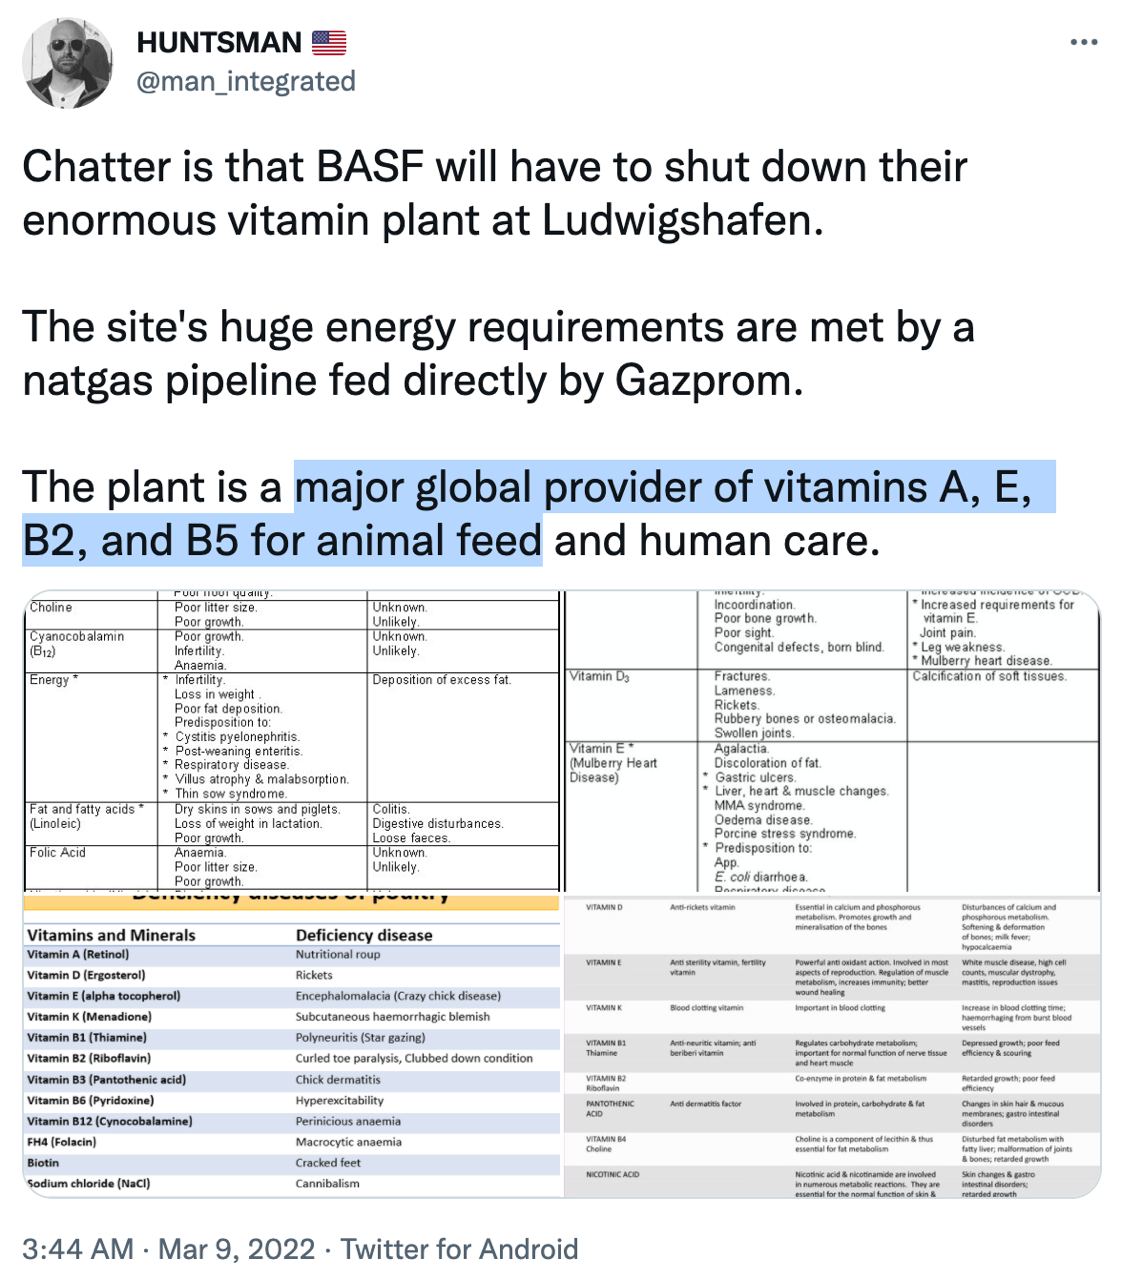 HUNTSMAN 🇺🇸
@man_integrated
Chatter is that BASF will have to shut down their
enormous vitamin plant at Ludwigshafen.
The site's huge energy requirements are met by a
natgas pipeline fed directly by Gazprom.
The plant is a major global provider of vitamins A, E,
B2, and B5 for animal feed and human care.
Choline
Poor litter size.
Poor growth.
Unknown.
Unlikely.
Cyanocobalamin
(B12)
Poor growth.
Infertility.
Anaemia.
Unknown.
Unlikely.
Energy *
* Infertility.
Loss in weight .
Poor fat deposition.
Predisposition to:
* Cystitis pyelonephritis.
* Post-weaning enteritis.
* Respiratory disease.
* Villus atrophy & malabsorption.
* Thin sow syndrome.
Deposition of excess fat.
Fat and fatty acids *
(Linoleic)
Dry skins in sows and piglets.
Loss of weight in lactation.
Poor growth.
Colitis.
Digestive disturbances.
Loose faeces.
Folic Acid
Anaemia.
Poor litter size.
Poor growth.
Unknown.
Unlikely.
Infertility.
Incoordination.
Poor bone growth.
Poor sight.
Congenital defects, born blind.
* Increased requirements for
vitamin E.
Joint pain.
* Leg weakness.
* Mulberry heart disease.
Vitamin D3
Fractures.
Lameness.
Rickets.
Rubbery bones or osteomalacia.
Swollen joints.
Calcification of soft tissues.
Vitamin E *
(Mulberry Heart
Disease)
Agalactia.
Discoloration of fat.
* Gastric ulcers.
* Liver, heart & muscle changes.
MMA syndrome.
Oedema disease.
Porcine stress syndrome.
* Predisposition to:
App.
E. coli diarrhoea.
Respiratory disease
Deficiency diseases of poultry
Vitamins and Minerals Deficiency disease
Vitamin A (Retinol) Nutritional roup
Vitamin D (Ergosterol) Rickets
Vitamin E (alpha tocopherol) Encephalomalacia (Crazy chick disease)
Vitamin K (Menadione) Subcutaneous haemorrhagic blemish
Vitamin B1 (Thiamine) Polyneuritis (Star gazing)
Vitamin B2 (Riboflavin) Curled toe paralysis, Clubbed down condition
Vitamin B3 (Pantothenic acid) Chick dermatitis
Vitamin B6 (Pyridoxine) Hyperexcitability
Vitamin B12 (Cynocobalamine) Perinicious anaemia
FH4 (Folacin) Macrocytic anaemia
Biotin Cracked feet
Sodium chloride (NaCl) Cannibalism
VITAMIN D
Anti-rickets vitamin
Essential in calcium and phosphorous
metabolism. Promotes growth and
mineralisation of the bones
Disturbances of calcium and
phosphorous metabolism.
Softening & deformation
of bones; milk fever;
hypocalcaemia
VITAMIN E
Anti sterility vitamin, fertility
vitamin
Powerful anti oxidant action. Involved in most
aspects of reproduction. Regulation of muscle
metabolism, increases immunity; better
wound healing
White muscle disease, high cell
counts, muscular dystrophy,
mastitis, reproduction issues
VITAMIN K
Blood clotting vitamin
Important in blood clotting
Increase in blood clotting time;
haemorrhaging from burst blood
vessels
VITAMIN B1
Thiamine
Anti-neuritic vitamin; anti
beriberi vitamin
Regulates carbohydrate metabolism;
important for normal function of nerve tissue
and heart muscle
Depressed growth; poor feed
efficiency & scouring
VITAMIN B2
Riboflavin
Co-enzyme in protein & fat metabolism
Retarded growth; poor feed
efficiency
PANTOTHENIC
ACID
Anti dermatitis factor
Involved in protein, carbohydrate & fat
metabolism
Changes in skin hair & mucous
membranes; gastro intestinal
disorders
VITAMIN B4
Choline
Choline is a component of lecithin & thus
essential for fat metabolism
Disturbed fat metabolism with
fatty liver; malformation of joints
& bones; retarded growth
NICOTINIC ACID
Nicotinic acid & nicotinamide are involved
in numerous metabolic reactions. They are
essential for the normal function of skin &
Skin changes & gastro
intestinal disorders;
retarded growth
3:44 AM · Mar 9, 2022 · Twitter for Android